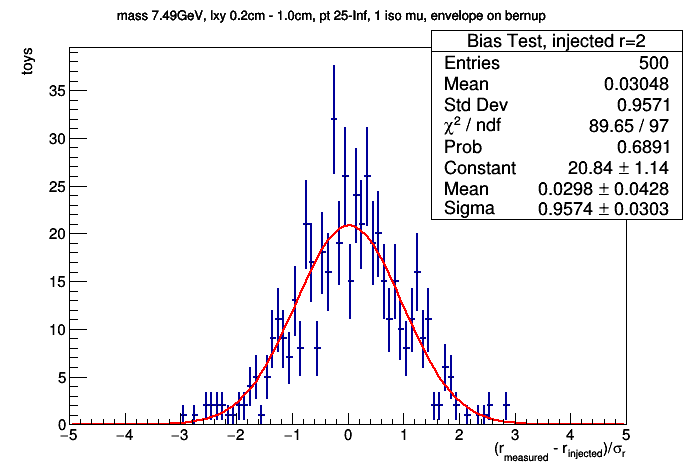 mass 7.49GeV, lxy 0.2cm - 1.0cm, pt 25-Inf, 1 iso mu, envelope on bernup
Bias Test, injected r=2
Entries 500
Mean 0.03048
Std Dev 0.9571
χ² / ndf 89.65 / 97
Prob 0.6891
Constant 20.84 ± 1.14
Mean 0.0298 ± 0.0428
Sigma 0.9574 ± 0.0303
toys
35
30
25
20
15
10
5
0
−5 −4 −3 −2 −1 0 1 2 3 4 5
(r_measured - r_injected)/σ_r